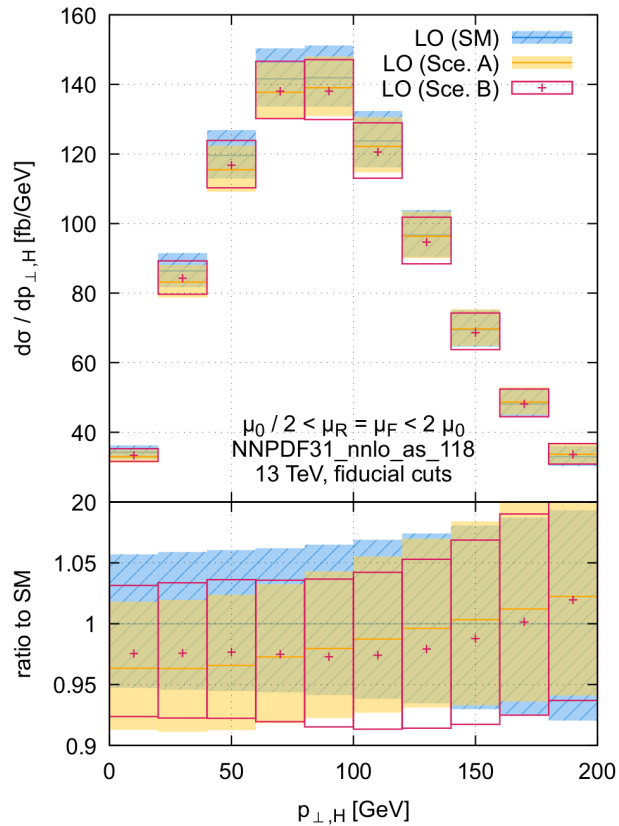 160
140
120
100
80
60
40
20
dσ / dp⊥,H [fb/GeV]
LO (SM)
LO (Sce. A)
LO (Sce. B)
μ0 / 2 < μR = μF < 2 μ0
NNPDF31_nnlo_as_118
13 TeV, fiducial cuts
1.05
1
0.95
0.9
ratio to SM
0 50 100 150 200
p⊥,H [GeV]